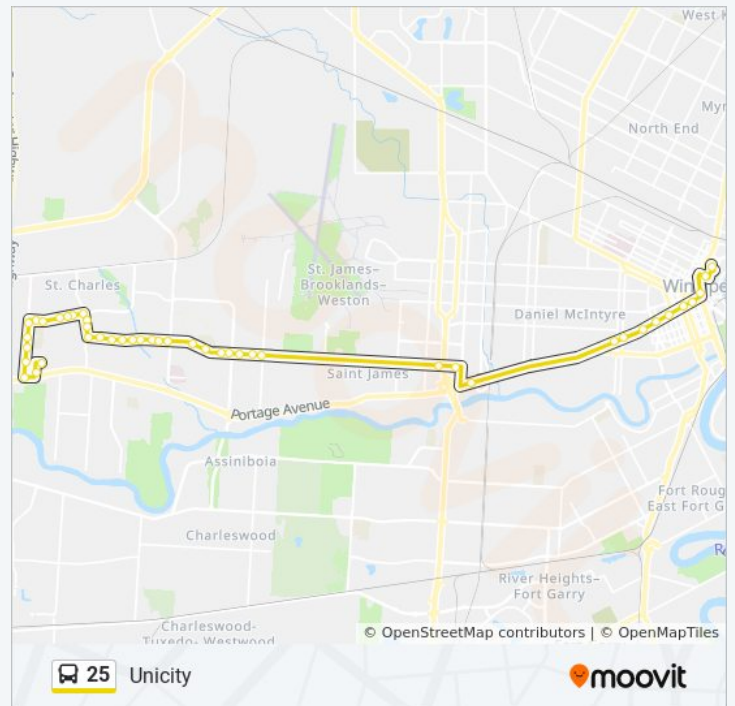 West K
Myr
North End
St. James–
Brooklands–
Weston
St. Charles
Winnipe
Daniel McIntyre
Saint James
Portage Avenue
Assiniboia
Fort Roug
East Fort G
Charleswood
River Heights–
Fort Garry
Charleswood-
Tuxedo- Westwood
© OpenStreetMap contributors | © OpenMapTiles
25 Unicity
moovit